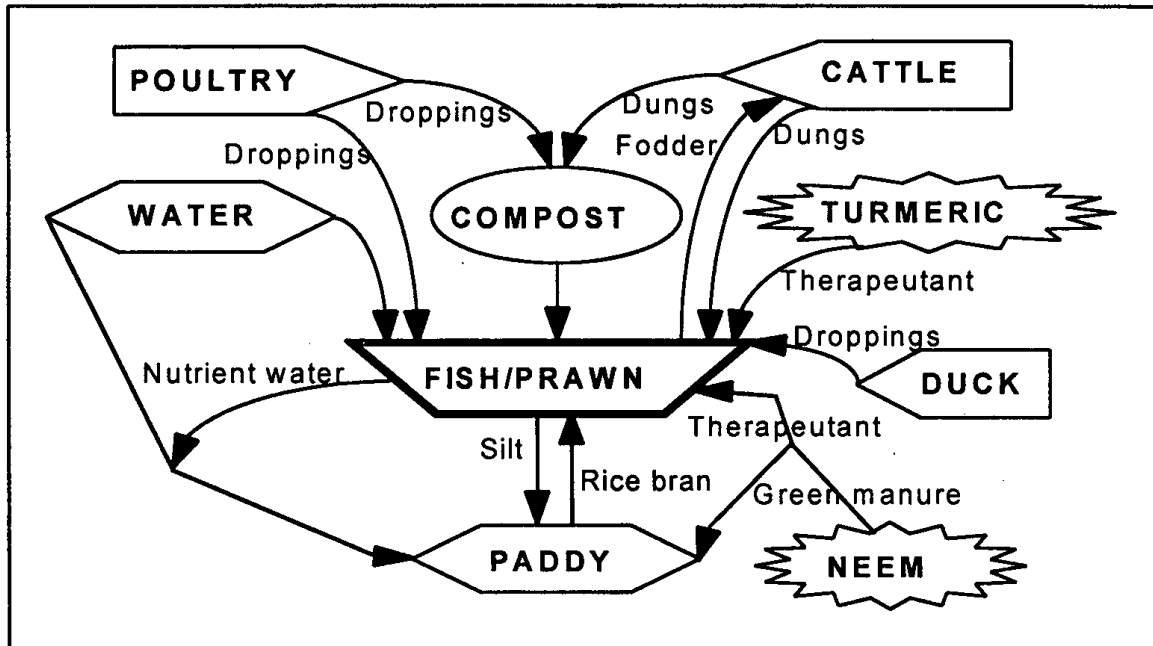 POULTRY
CATTLE
Droppings
Dungs
Fodder
Dungs
Droppings
WATER
COMPOST
TURMERIC
Therapeutant
Droppings
Nutrient water
FISH/PRAWN
DUCK
Therapeutant
Silt
Rice bran
Green manure
PADDY
NEEM